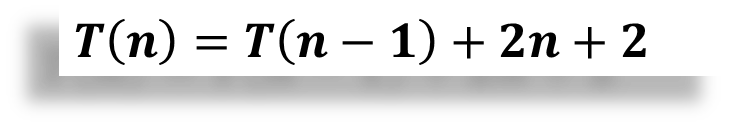 T(n) = T(n − 1) + 2n + 2